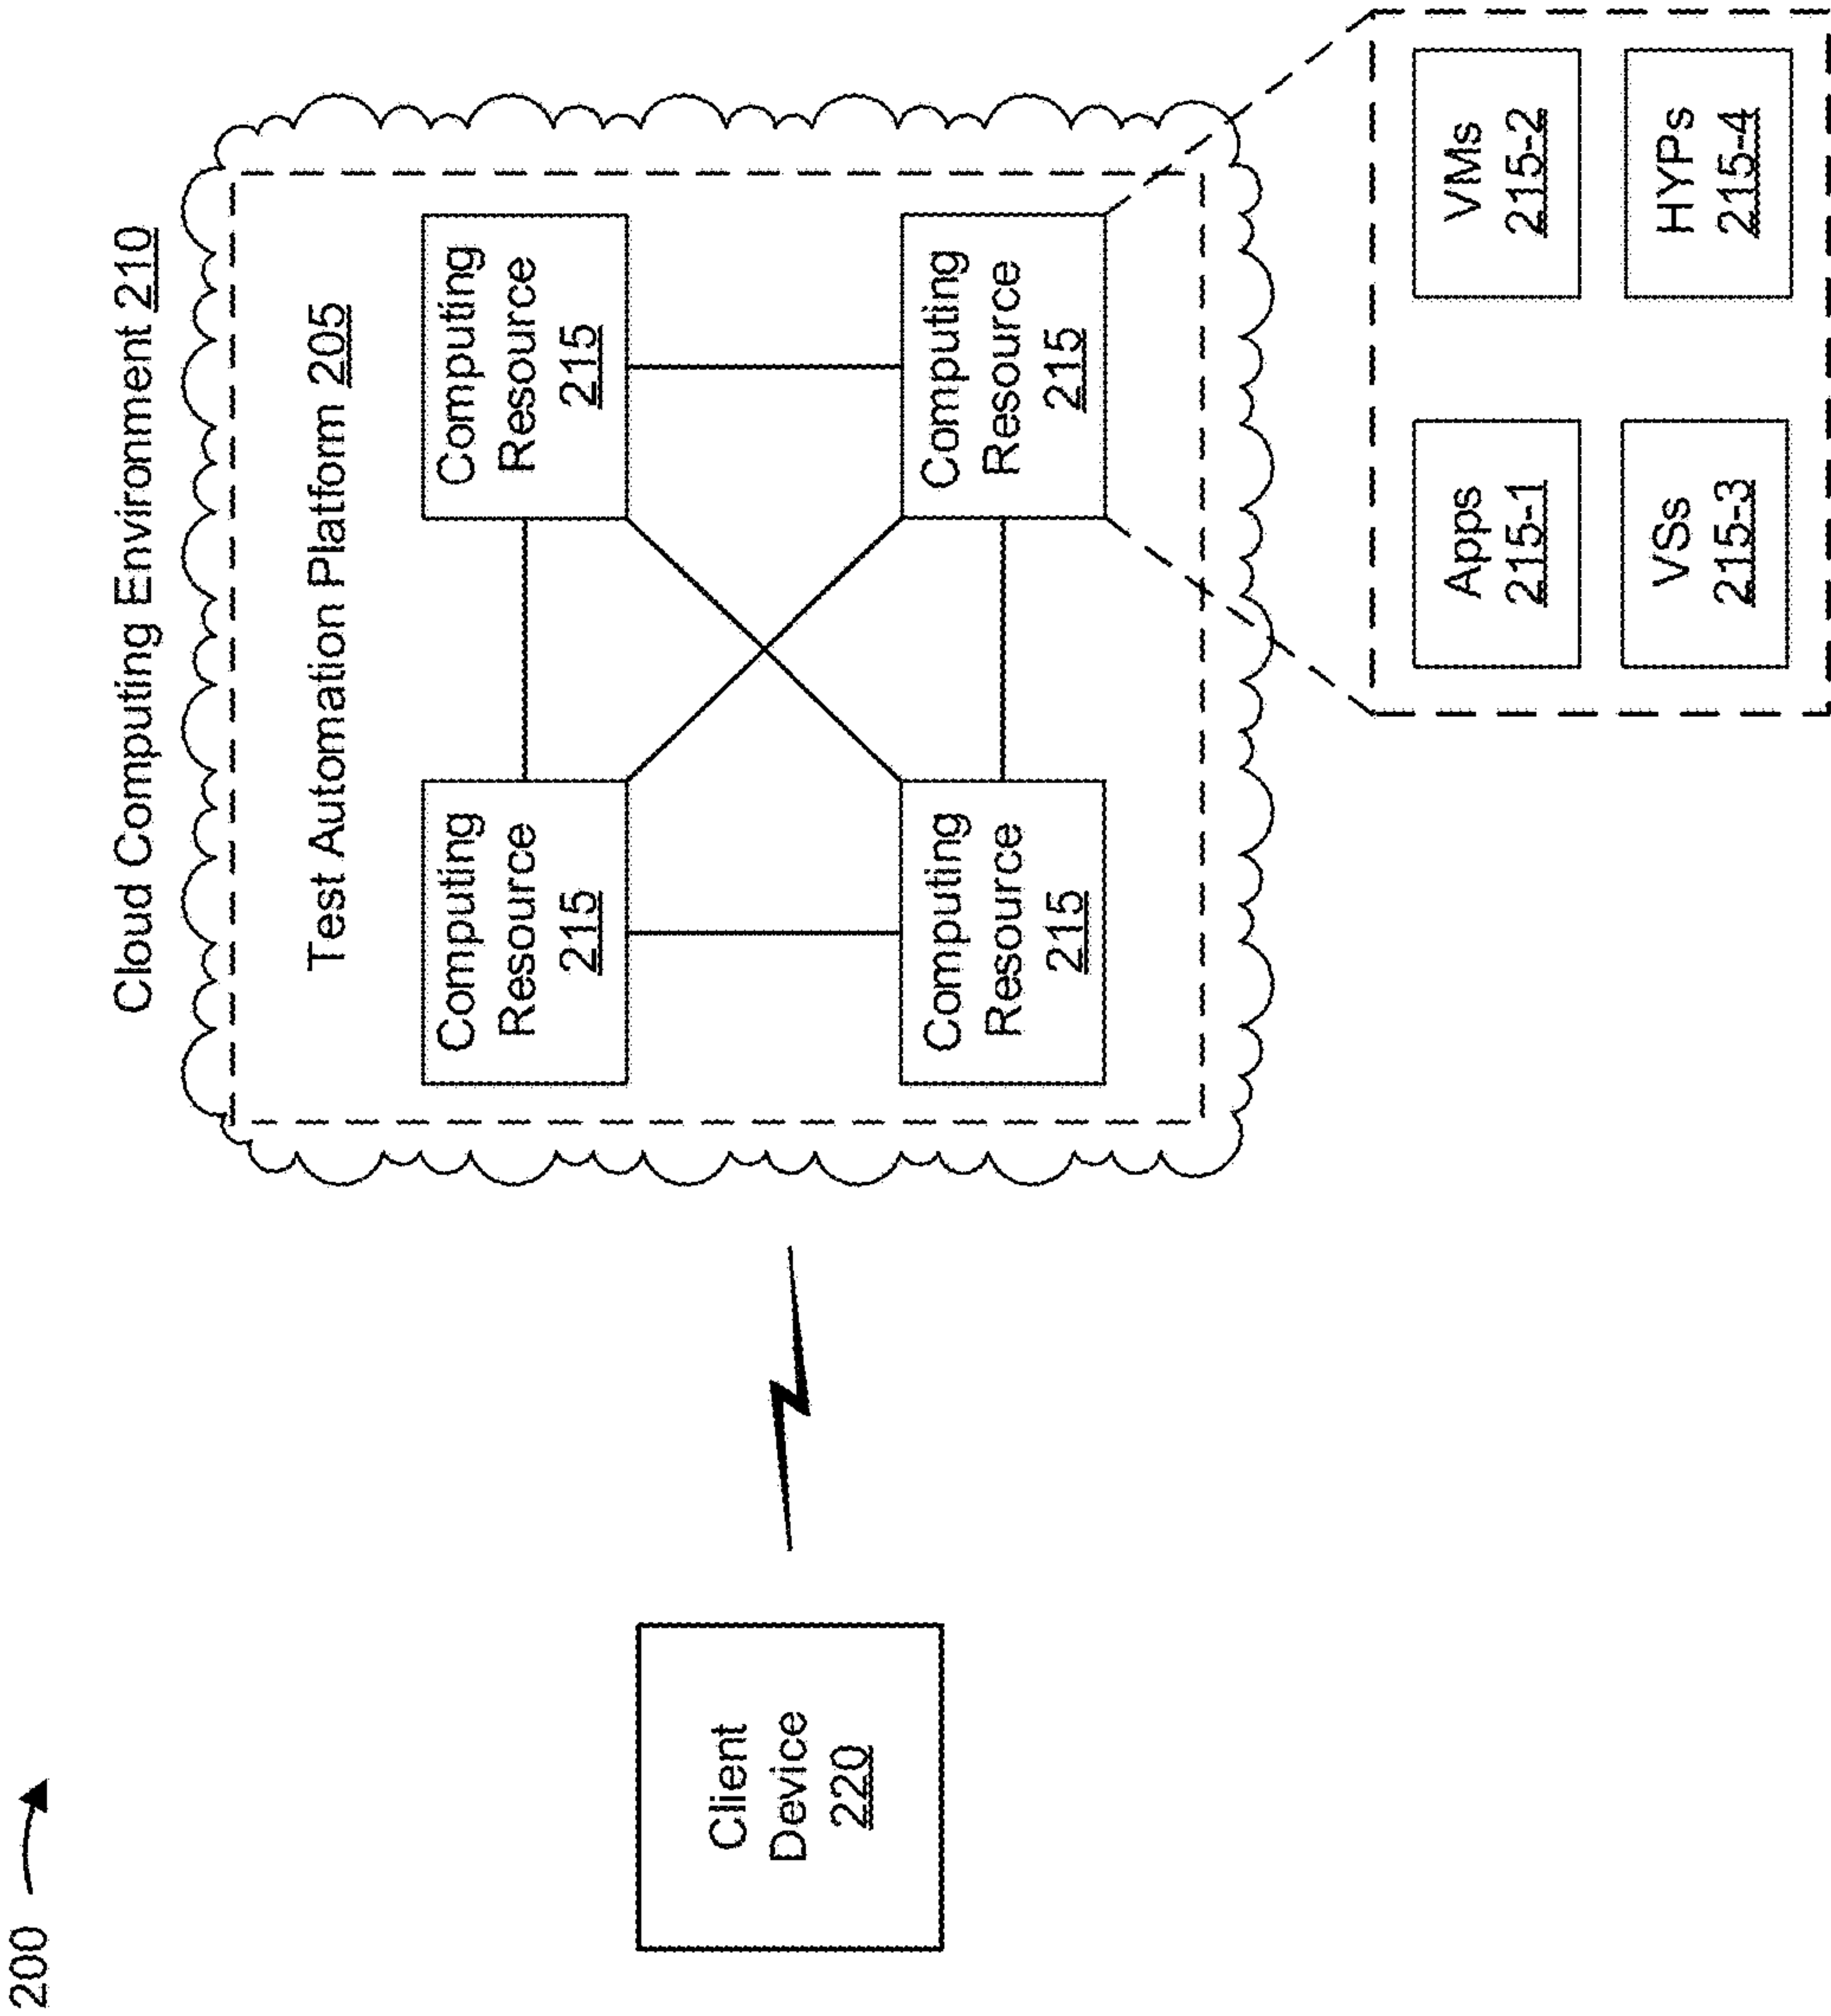 200
Cloud Computing Environment 210
Test Automation Platform 205
Computing
Resource
215
Computing
Resource
215
Computing
Resource
215
Computing
Resource
215
Client
Device
220
Apps
215-1
VMs
215-2
VSs
215-3
HYPs
215-4